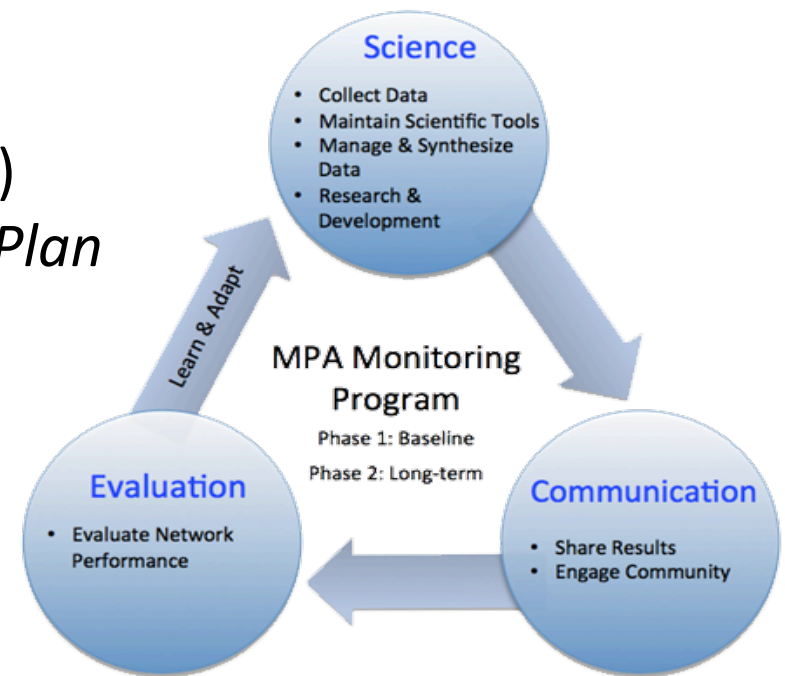 Science
• Collect Data
• Maintain Scientific Tools
• Manage & Synthesize
Data
• Research &
Development
)
Plan
Learn & Adapt
MPA Monitoring
Program
Phase 1: Baseline
Phase 2: Long-term
Evaluation
• Evaluate Network
Performance
Communication
• Share Results
• Engage Community